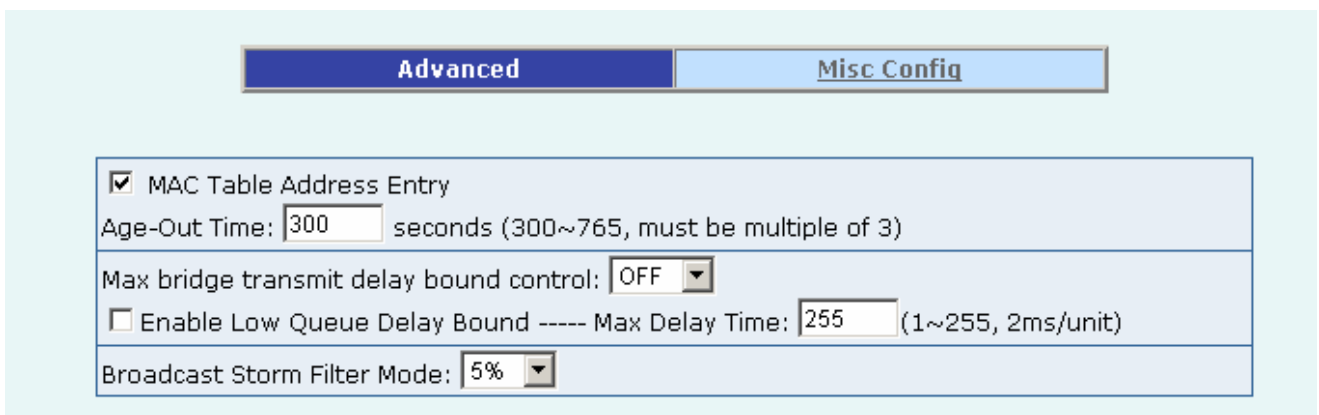 Advanced
Misc Config
MAC Table Address Entry
Age-Out Time: 300 seconds (300~765, must be multiple of 3)
Max bridge transmit delay bound control: OFF
Enable Low Queue Delay Bound ----- Max Delay Time: 255 (1~255, 2ms/unit)
Broadcast Storm Filter Mode: 5%